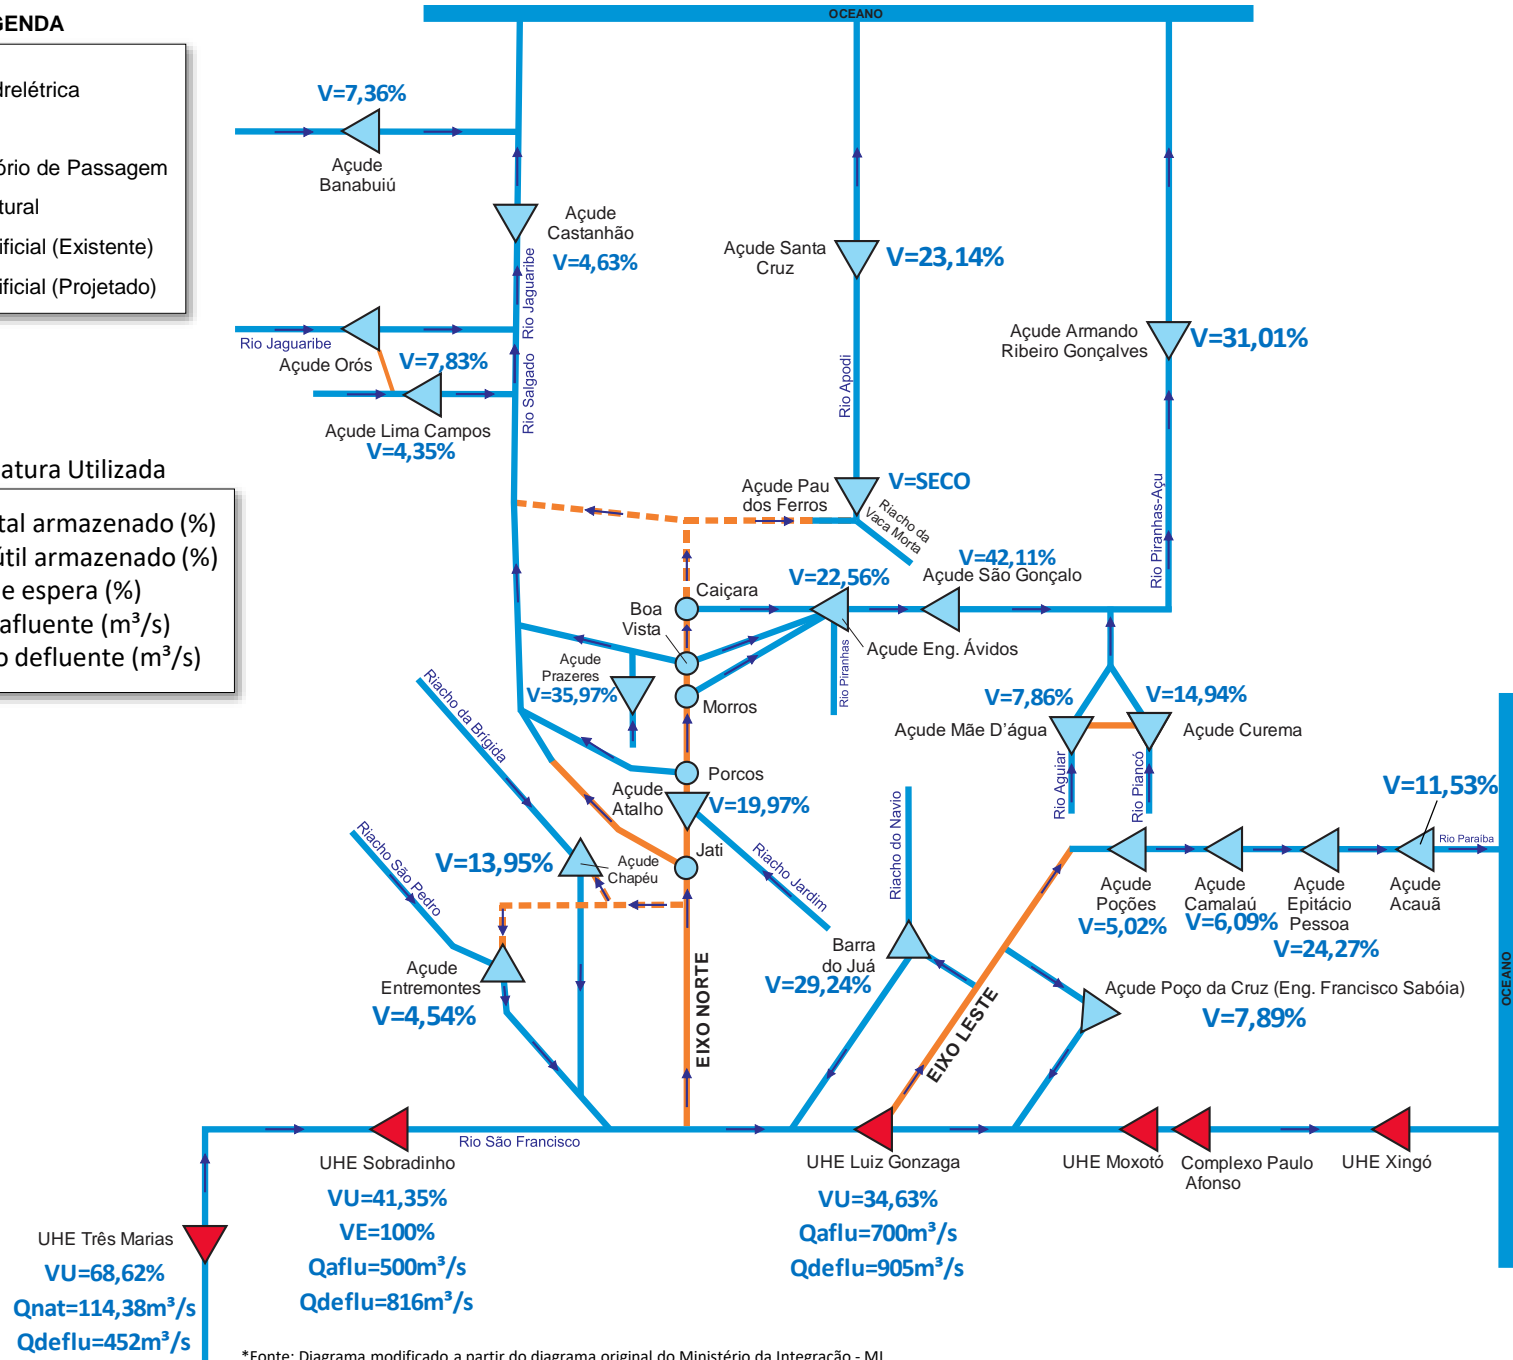 OCEANO
GENDA
drelétrica
ório de Passagem
tural
ificial (Existente)
ificial (Projetado)
V=7,36%
Açude
Banabuiú
Açude
Castanhão
V=4,63%
Rio Jaguaribe
Açude Santa
Cruz
V=23,14%
Açude Armando
Ribeiro Gonçalves
V=31,01%
Rio Jaguaribe
Açude Orós
V=7,83%
Rio Salgado
Açude Lima Campos
V=4,35%
Rio Apodi
atura Utilizada
tal armazenado (%)
útil armazenado (%)
e espera (%)
afluente (m³/s)
o defluente (m³/s)
Açude Pau
dos Ferros
V=SECO
Riacho da
Vaca Morta
Rio Piranhas-Açu
V=42,11%
Açude São Gonçalo
V=22,56%
Caiçara
Boa
Vista
Açude Eng. Ávidos
Rio Piranhas
Açude
Prazeres
V=35,97%
Morros
V=7,86%
V=14,94%
Açude Mãe D'água
Açude Curema
Rio Aguiar
Rio Piancó
Riacho da Brígida
Porcos
Açude
Atalho
V=19,97%
V=11,53%
Riacho São Pedro
V=13,95%
Açude
Chapéu
Jati
Riacho Jardim
Riacho do Navio
Rio Paraíba
Açude
Poções
V=5,02%
Açude
Camalaú
V=6,09%
Açude
Epitácio
Pessoa
V=24,27%
Açude
Acauã
Açude
Entremontes
V=4,54%
Barra
do Juá
V=29,24%
EIXO NORTE
EIXO LESTE
Açude Poço da Cruz (Eng. Francisco Sabóia)
V=7,89%
OCEANO
Rio São Francisco
UHE Sobradinho
VU=41,35%
VE=100%
Qaflu=500m³/s
Qdeflu=816m³/s
UHE Luiz Gonzaga
VU=34,63%
Qaflu=700m³/s
Qdeflu=905m³/s
UHE Moxotó
Complexo Paulo
Afonso
UHE Xingó
UHE Três Marias
VU=68,62%
Qnat=114,38m³/s
Qdeflu=452m³/s
*Fonte: Diagrama modificado a partir do diagrama original do Ministério da Integração - MI